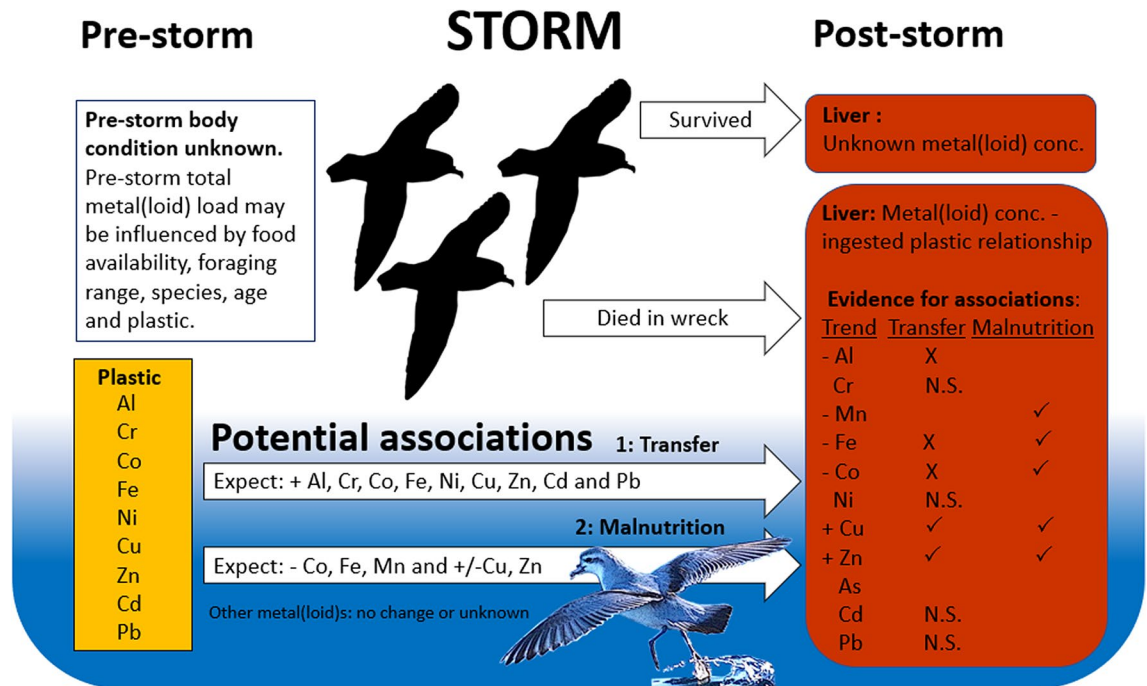 Pre-storm
STORM
Post-storm
Pre-storm body
condition unknown.
Pre-storm total
metal(loid) load may
be influenced by food
availability, foraging
range, species, age
and plastic.
Survived
Liver :
Unknown metal(loid) conc.
Died in wreck
Liver: Metal(loid) conc. -
ingested plastic relationship
Evidence for associations:
Trend Transfer Malnutrition
- Al X
Cr N.S.
- Mn ✓
- Fe X ✓
- Co X ✓
Ni N.S.
+ Cu ✓ ✓
+ Zn ✓ ✓
As
Cd N.S.
Pb N.S.
Plastic
Al
Cr
Co
Fe
Ni
Cu
Zn
Cd
Pb
Potential associations
1: Transfer
Expect: + Al, Cr, Co, Fe, Ni, Cu, Zn, Cd and Pb
2: Malnutrition
Expect: - Co, Fe, Mn and +/-Cu, Zn
Other metal(loid)s: no change or unknown